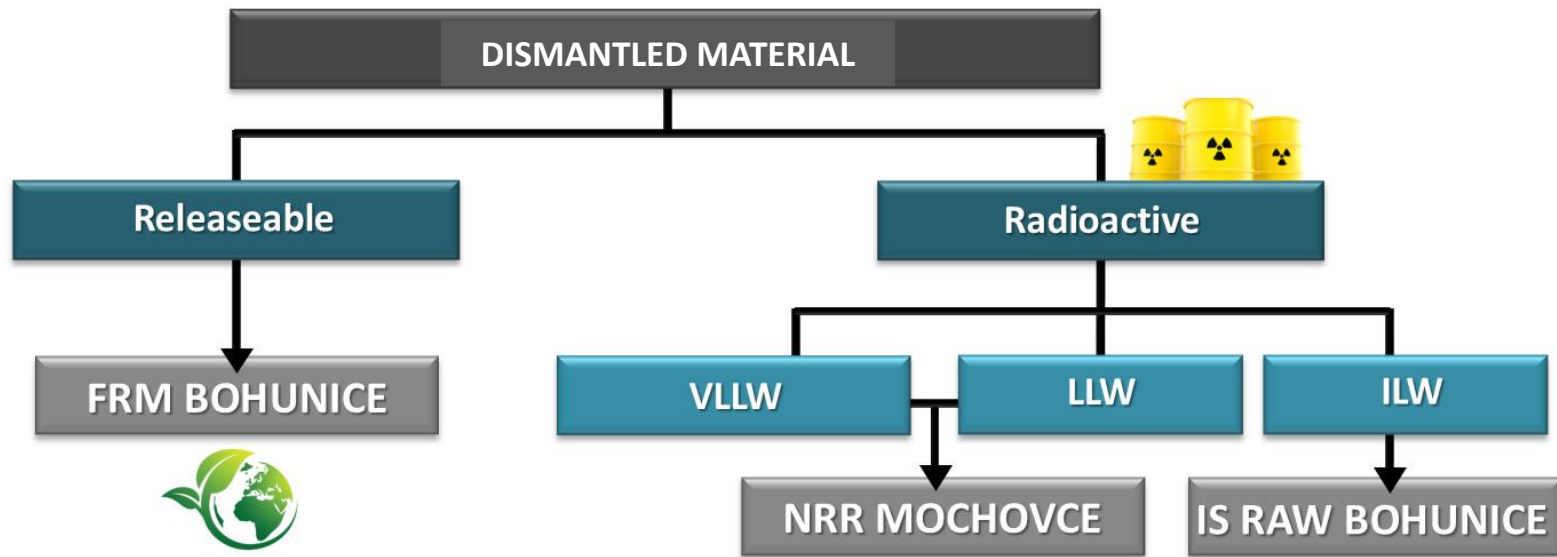 DISMANTLED MATERIAL
Releaseable
Radioactive
FRM BOHUNICE
VLLW
LLW
ILW
NRR MOCHOVCE
IS RAW BOHUNICE